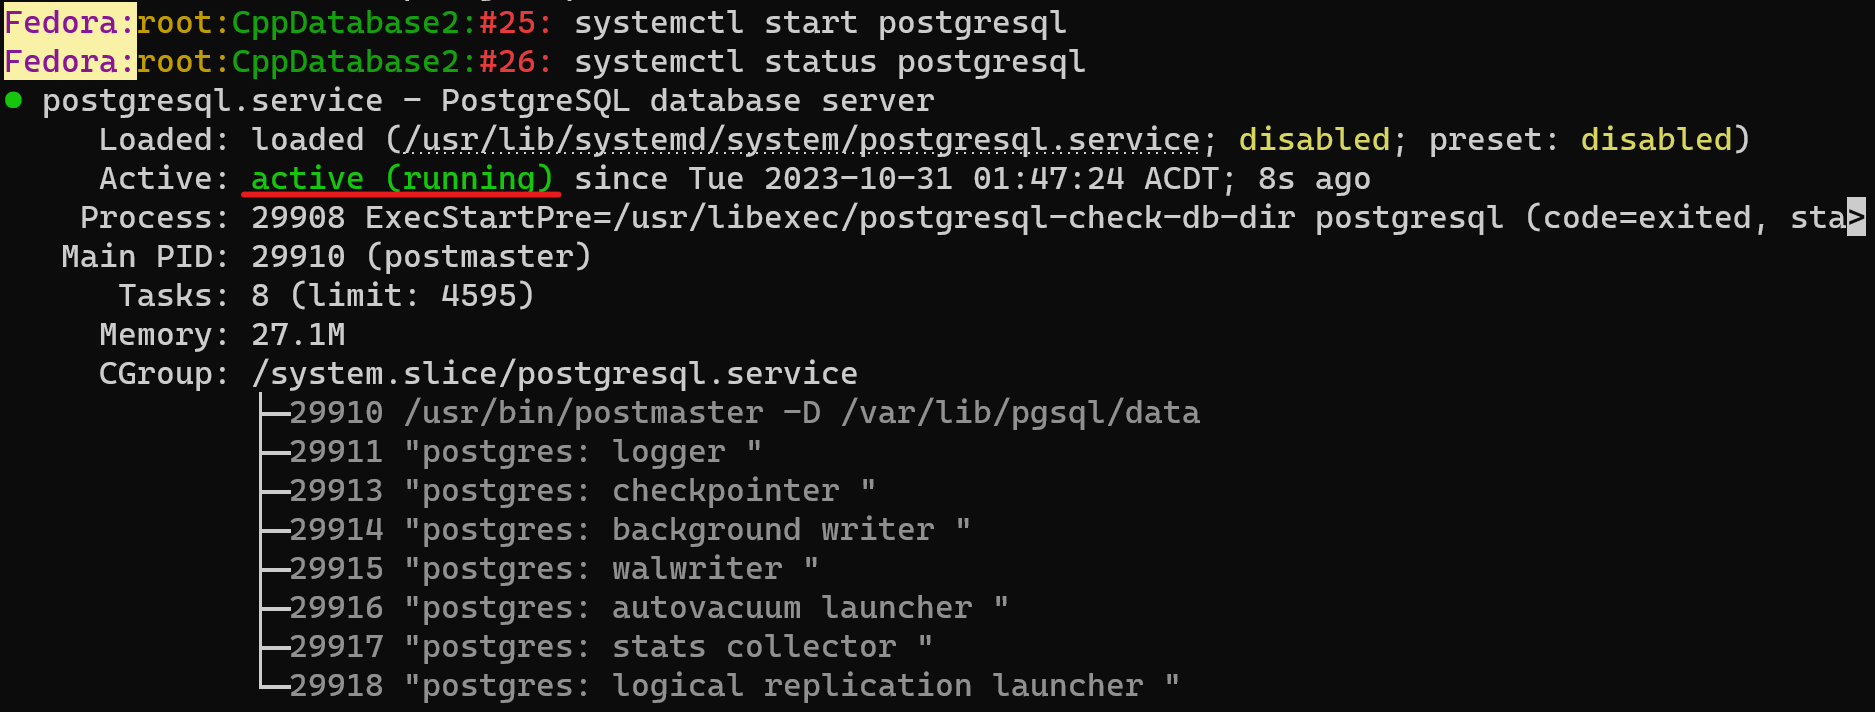 Fedora:root:CppDatabase2:#25: systemctl start postgresql
Fedora:root:CppDatabase2:#26: systemctl status postgresql
● postgresql.service - PostgreSQL database server
Loaded: loaded (/usr/lib/systemd/system/postgresql.service; disabled; preset: disabled)
Active: active (running) since Tue 2023-10-31 01:47:24 ACDT; 8s ago
Process: 29908 ExecStartPre=/usr/libexec/postgresql-check-db-dir postgresql (code=exited, sta>
Main PID: 29910 (postmaster)
Tasks: 8 (limit: 4595)
Memory: 27.1M
CGroup: /system.slice/postgresql.service
├─29910 /usr/bin/postmaster -D /var/lib/pgsql/data
├─29911 "postgres: logger "
├─29913 "postgres: checkpointer "
├─29914 "postgres: background writer "
├─29915 "postgres: walwriter "
├─29916 "postgres: autovacuum launcher "
├─29917 "postgres: stats collector "
└─29918 "postgres: logical replication launcher "